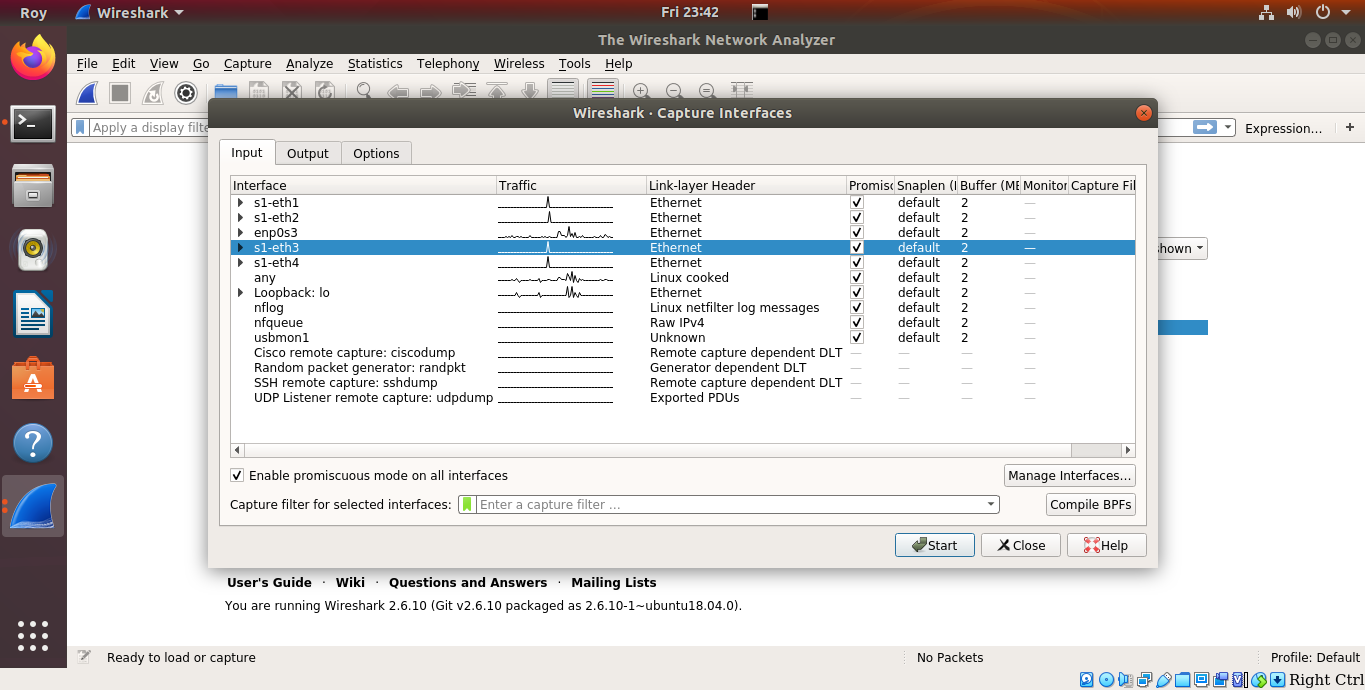 Roy Wireshark Fri 23:42
The Wireshark Network Analyzer
File Edit View Go Capture Analyze Statistics Telephony Wireless Tools Help
Apply a display filte Expression... +
Wireshark · Capture Interfaces
Input Output Options
Interface Traffic Link-layer Header Promisc Snaplen (I Buffer (MB Monitor Capture Fil
s1-eth1 Ethernet default 2 —
s1-eth2 Ethernet default 2 —
enp0s3 Ethernet default 2 —
s1-eth3 Ethernet default 2 —
s1-eth4 Ethernet default 2 —
any Linux cooked default 2 —
Loopback: lo Ethernet default 2 —
nflog Linux netfilter log messages default 2 —
nfqueue Raw IPv4 default 2 —
usbmon1 Unknown default 2 —
Cisco remote capture: ciscodump Remote capture dependent DLT — — — —
Random packet generator: randpkt Generator dependent DLT — — — —
SSH remote capture: sshdump Remote capture dependent DLT — — — —
UDP Listener remote capture: udpdump Exported PDUs — — — —
hown
Enable promiscuous mode on all interfaces Manage Interfaces...
Capture filter for selected interfaces: Enter a capture filter ... Compile BPFs
Start Close Help
User's Guide · Wiki · Questions and Answers · Mailing Lists
You are running Wireshark 2.6.10 (Git v2.6.10 packaged as 2.6.10-1~ubuntu18.04.0).
Ready to load or capture No Packets Profile: Default
Right Ctrl